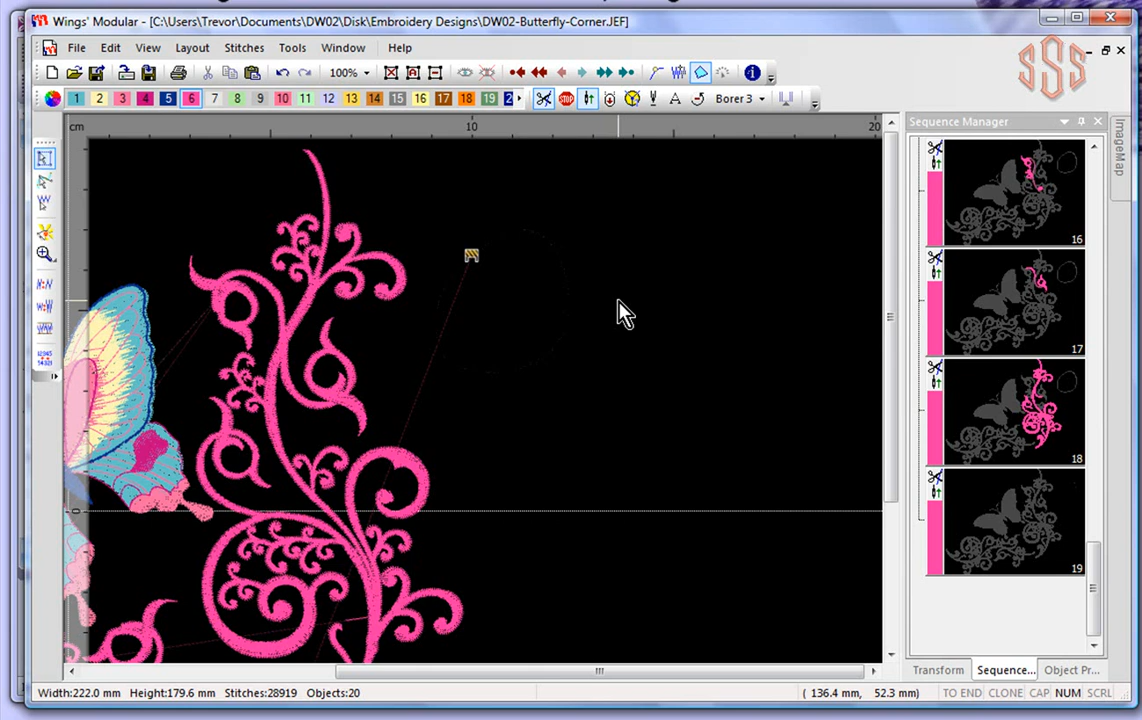 Wings' Modular - [C:\Users\Trevor\Documents\DW02\Disk\Embroidery Designs\DW02-Butterfly-Corner.JEF]
File Edit View Layout Stitches Tools Window Help
SSS
100%
1 2 3 4 5 6 7 8 9 10 11 12 13 14 15 16 17 18 19 2 STOP A Borer 3
cm 10 20
Sequence Manager
ImageMap
16
17
18
19
0
Transform Sequence... Object Pr...
Width:222.0 mm Height:179.6 mm Stitches:28919 Objects:20 ( 136.4 mm, 52.3 mm) TO END CLONE CAP NUM SCRL